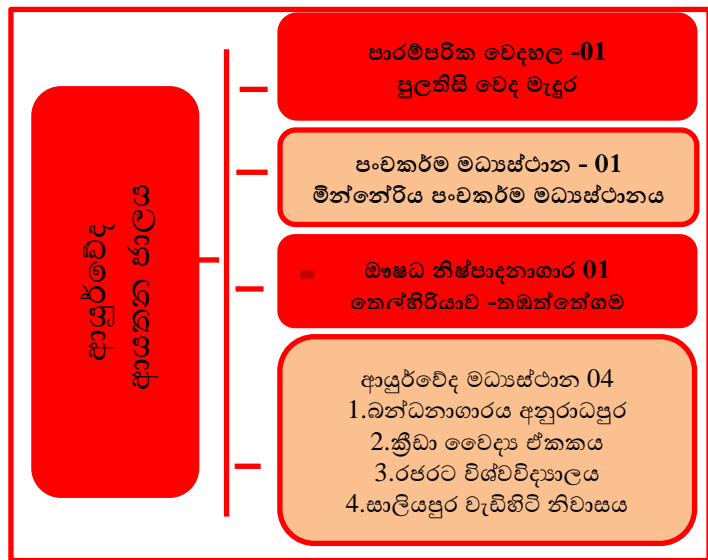 ආයුර්වේද
ආයතන ජාලය
පාරම්පරික වෙදහල -01
පුලතිසි වෙද මැදුර
පංචකර්ම මධ්‍යස්ථාන - 01
මින්නේරිය පංචකර්ම මධ්‍යස්ථානය
ඖෂධ නිෂ්පාදනාගාර 01
තෙල්හිරියාව -තඹුත්තේගම
ආයුර්වේද මධ්‍යස්ථාන 04
1.බන්ධනාගාරය අනුරාධපුර
2.ක්‍රීඩා වෛද්‍ය ඒකකය
3.රජරට විශ්වවිද්‍යාලය
4.සාලියපුර වැඩිහිටි නිවාසය